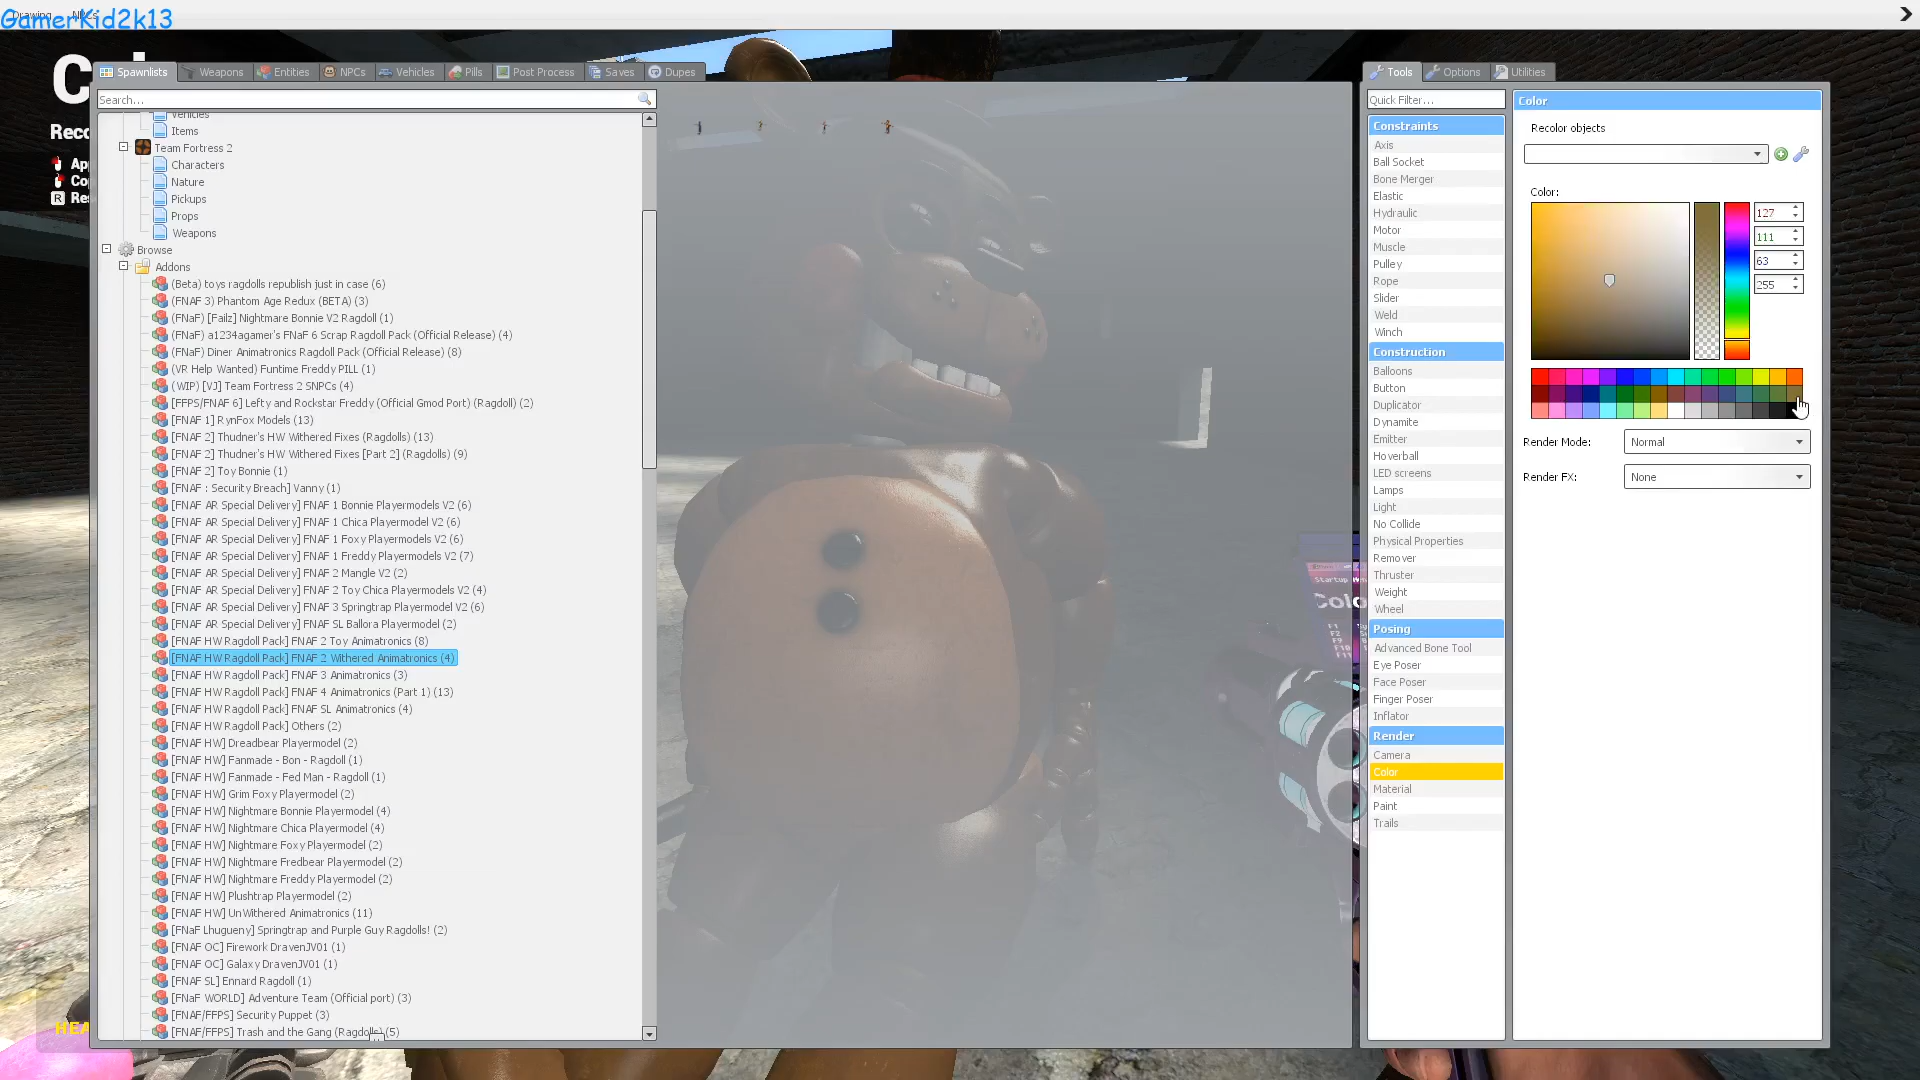 Drawing NPCs
GamerKid2k13
Spawnlists Weapons Entities NPCs Vehicles Pills Post Process Saves Dupes
Search...
Vehicles
Items
Team Fortress 2
Characters
Nature
Pickups
Props
Weapons
Browse
Addons
(Beta) toys ragdolls republish just in case (6)
(FNAF 3) Phantom Age Redux (BETA) (3)
(FNaF) [Failz] Nightmare Bonnie V2 Ragdoll (1)
(FNaF) a1234agamer's FNaF 6 Scrap Ragdoll Pack (Official Release) (4)
(FNaF) Diner Animatronics Ragdoll Pack (Official Release) (8)
(VR Help Wanted) Funtime Freddy PILL (1)
(WIP) [VJ] Team Fortress 2 SNPCs (4)
[FFPS/FNAF 6] Lefty and Rockstar Freddy (Official Gmod Port) (Ragdoll) (2)
[FNAF 1] RynFox Models (13)
[FNAF 2] Thudner's HW Withered Fixes (Ragdolls) (13)
[FNAF 2] Thudner's HW Withered Fixes [Part 2] (Ragdolls) (9)
[FNAF 2] Toy Bonnie (1)
[FNAF : Security Breach] Vanny (1)
[FNAF AR Special Delivery] FNAF 1 Bonnie Playermodels V2 (6)
[FNAF AR Special Delivery] FNAF 1 Chica Playermodel V2 (6)
[FNAF AR Special Delivery] FNAF 1 Foxy Playermodels V2 (6)
[FNAF AR Special Delivery] FNAF 1 Freddy Playermodels V2 (7)
[FNAF AR Special Delivery] FNAF 2 Mangle V2 (2)
[FNAF AR Special Delivery] FNAF 2 Toy Chica Playermodels V2 (4)
[FNAF AR Special Delivery] FNAF 3 Springtrap Playermodel V2 (6)
[FNAF AR Special Delivery] FNAF SL Ballora Playermodel (2)
[FNAF HW Ragdoll Pack] FNAF 2 Toy Animatronics (8)
[FNAF HW Ragdoll Pack] FNAF 2 Withered Animatronics (4)
[FNAF HW Ragdoll Pack] FNAF 3 Animatronics (3)
[FNAF HW Ragdoll Pack] FNAF 4 Animatronics (Part 1) (13)
[FNAF HW Ragdoll Pack] FNAF SL Animatronics (4)
[FNAF HW Ragdoll Pack] Others (2)
[FNAF HW] Dreadbear Playermodel (2)
[FNAF HW] Fanmade - Bon - Ragdoll (1)
[FNAF HW] Fanmade - Fed Man - Ragdoll (1)
[FNAF HW] Grim Foxy Playermodel (2)
[FNAF HW] Nightmare Bonnie Playermodel (4)
[FNAF HW] Nightmare Chica Playermodel (4)
[FNAF HW] Nightmare Foxy Playermodel (2)
[FNAF HW] Nightmare Fredbear Playermodel (2)
[FNAF HW] Nightmare Freddy Playermodel (2)
[FNAF HW] Plushtrap Playermodel (2)
[FNAF HW] UnWithered Animatronics (11)
[FNaF Lhugueny] Springtrap and Purple Guy Ragdolls! (2)
[FNAF OC] Firework DravenJV01 (1)
[FNAF OC] Galaxy DravenJV01 (1)
[FNAF SL] Ennard Ragdoll (1)
[FNaF WORLD] Adventure Team (Official port) (3)
[FNAF/FFPS] Security Puppet (3)
[FNAF/FFPS] Trash and the Gang (Ragdolls) (5)
Tools Options Utilities
Quick Filter...
Constraints
Axis
Ball Socket
Bone Merger
Elastic
Hydraulic
Motor
Muscle
Pulley
Rope
Slider
Weld
Winch
Construction
Balloons
Button
Duplicator
Dynamite
Emitter
Hoverball
LED screens
Lamps
Light
No Collide
Physical Properties
Remover
Thruster
Weight
Wheel
Posing
Advanced Bone Tool
Eye Poser
Face Poser
Finger Poser
Inflator
Render
Camera
Color
Material
Paint
Trails
Color
Recolor objects
Color:
127
111
63
255
Render Mode: Normal
Render FX: None
C
Reco
App
Co
R Res
HEA
Colo
F1